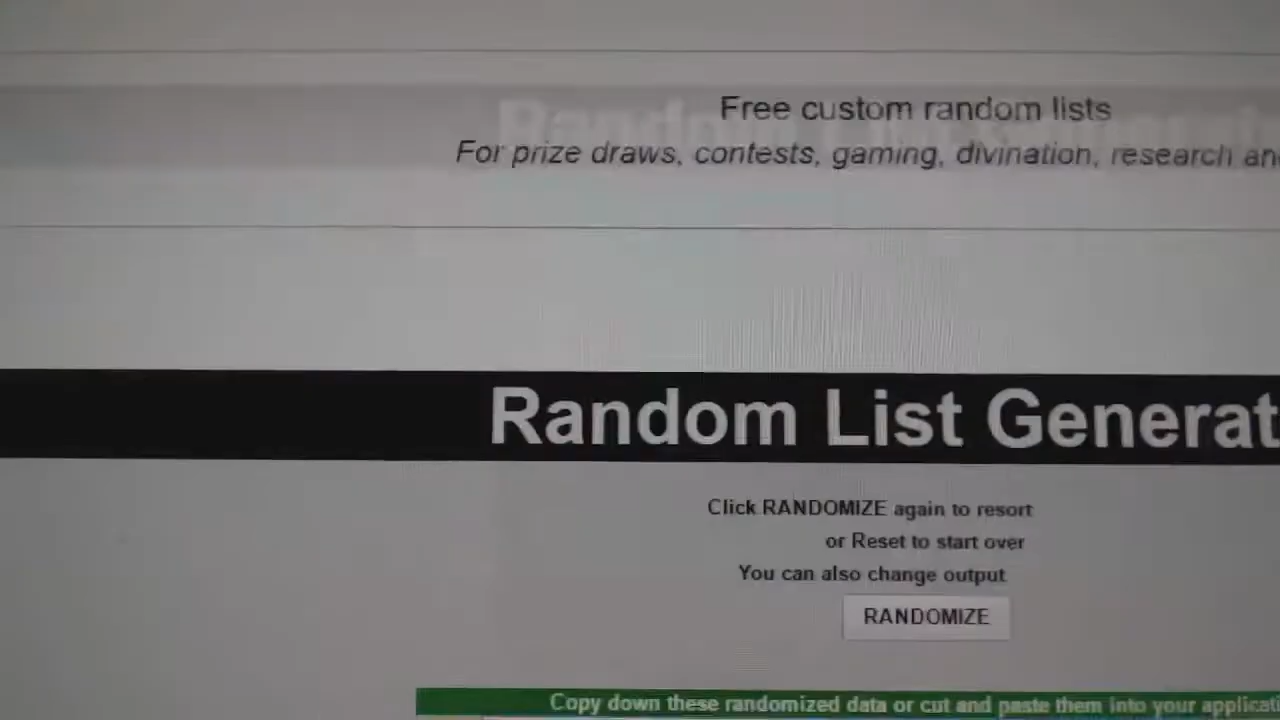 Free custom random lists
For prize draws, contests, gaming, divination, research an
Random List Generat
Click RANDOMIZE again to resort
or Reset to start over
You can also change output
RANDOMIZE
Copy down these randomized data or cut and paste them into your applicati